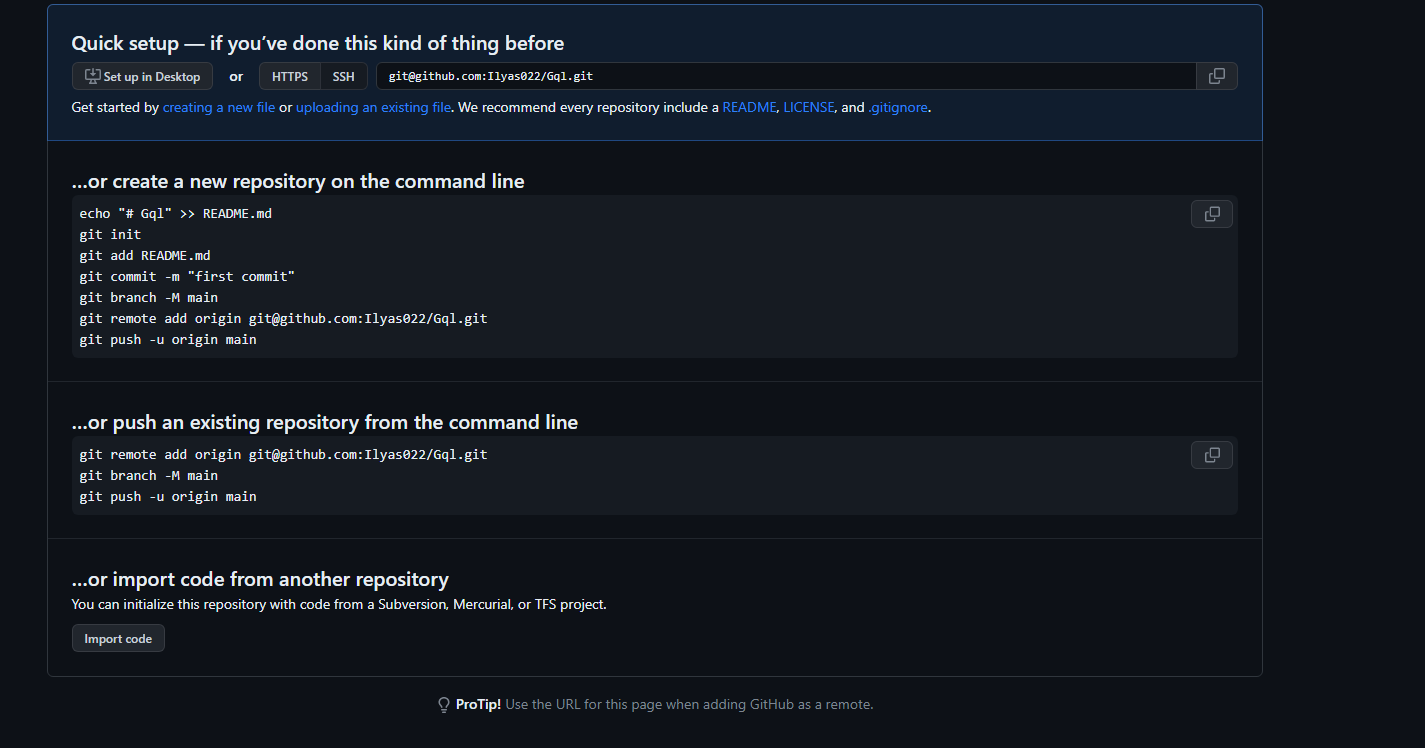 Quick setup — if you’ve done this kind of thing before
Set up in Desktop or HTTPS SSH git@github.com:Ilyas022/Gql.git
Get started by creating a new file or uploading an existing file. We recommend every repository include a README, LICENSE, and .gitignore.
…or create a new repository on the command line
echo "# Gql" >> README.md
git init
git add README.md
git commit -m "first commit"
git branch -M main
git remote add origin git@github.com:Ilyas022/Gql.git
git push -u origin main
…or push an existing repository from the command line
git remote add origin git@github.com:Ilyas022/Gql.git
git branch -M main
git push -u origin main
…or import code from another repository
You can initialize this repository with code from a Subversion, Mercurial, or TFS project.
Import code
ProTip! Use the URL for this page when adding GitHub as a remote.